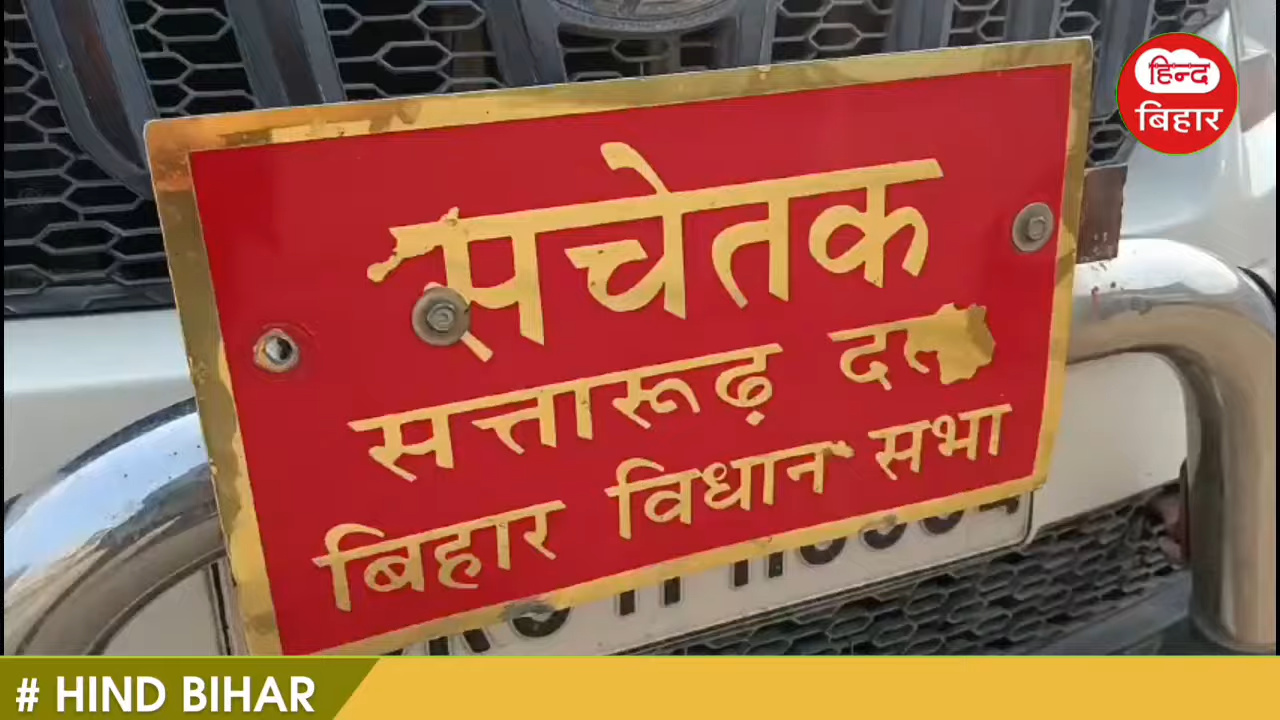 हिन्द
बिहार
सचेतक
सत्तारूढ़ दल
बिहार विधान सभा
# HIND BIHAR